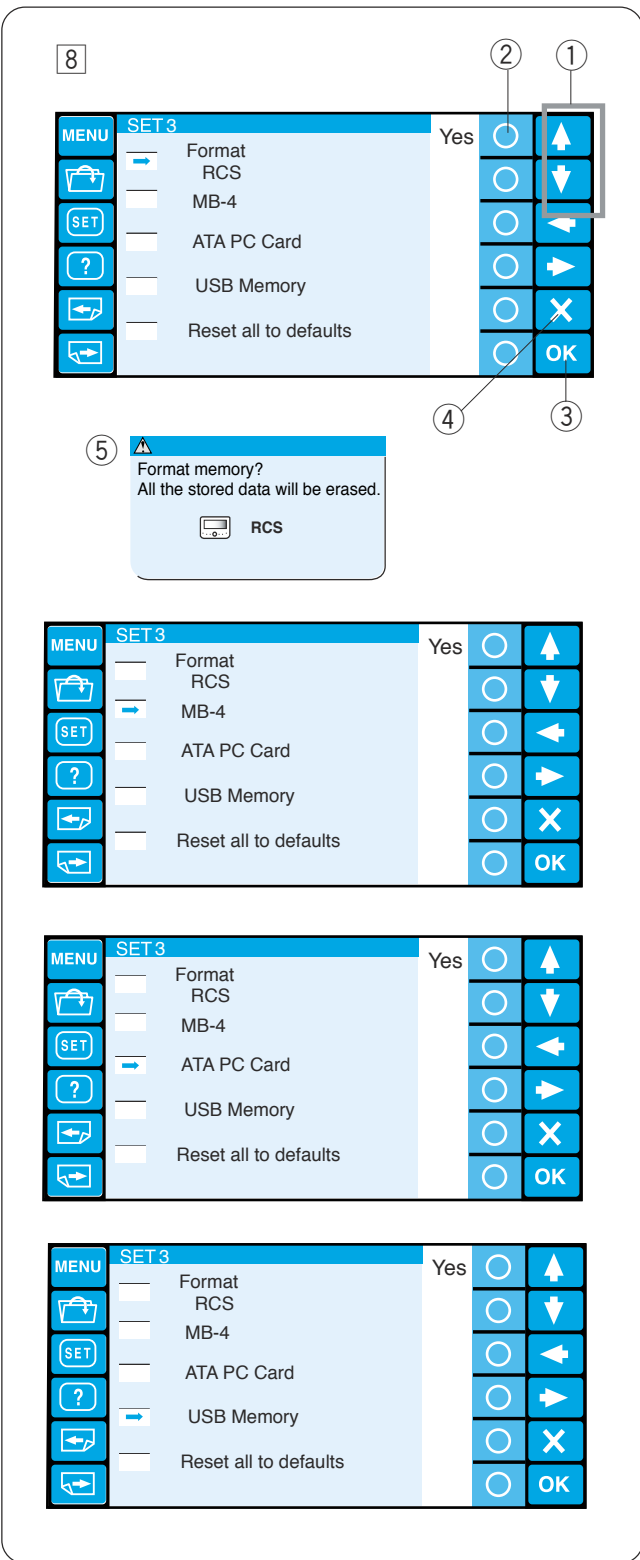 8
② ①
MENU SET 3 Yes
Format
RCS
MB-4
SET
ATA PC Card
?
USB Memory
Reset all to defaults
OK
④ ③
⑤
Format memory?
All the stored data will be erased.
RCS
MENU SET 3 Yes
Format
RCS
MB-4
SET
ATA PC Card
?
USB Memory
Reset all to defaults
OK
MENU SET 3 Yes
Format
RCS
MB-4
SET
ATA PC Card
?
USB Memory
Reset all to defaults
OK
MENU SET 3 Yes
Format
RCS
MB-4
SET
ATA PC Card
?
USB Memory
Reset all to defaults
OK